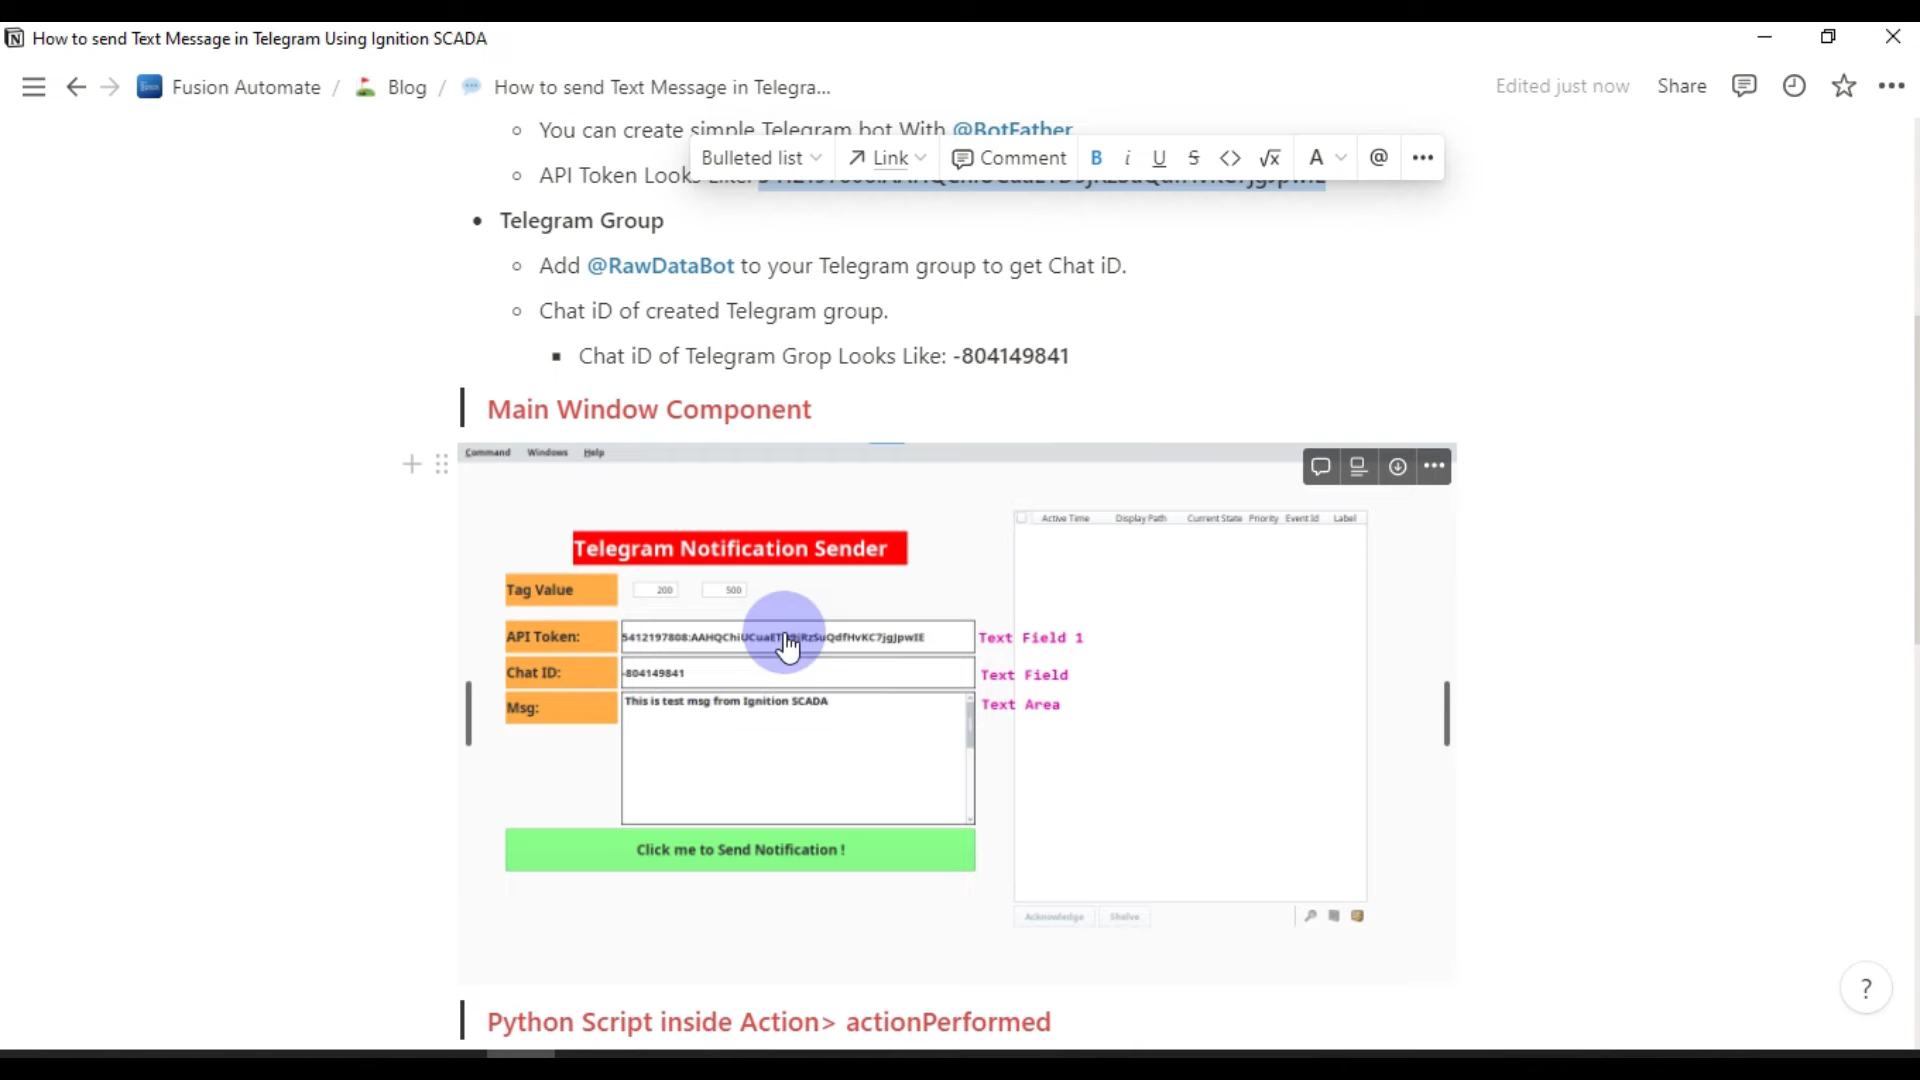 How to send Text Message in Telegram Using Ignition SCADA
Fusion Automate / Blog / How to send Text Message in Telegra...
Edited just now Share
You can create simple Telegram bot With @BotFather
Bulleted list Link Comment B i U S <> √x A @ •••
API Token Looks Like:
Telegram Group
Add @RawDataBot to your Telegram group to get Chat iD.
Chat iD of created Telegram group.
Chat iD of Telegram Grop Looks Like: -804149841
Main Window Component
Command Windows Help
Active Time Display Path Current State Priority Event Id Label
Telegram Notification Sender
Tag Value 200 500
API Token: Text Field 1
Chat ID: -804149841 Text Field
Msg: This is test msg from Ignition SCADA Text Area
Click me to Send Notification !
Acknowledge Shelve
?
Python Script inside Action> actionPerformed